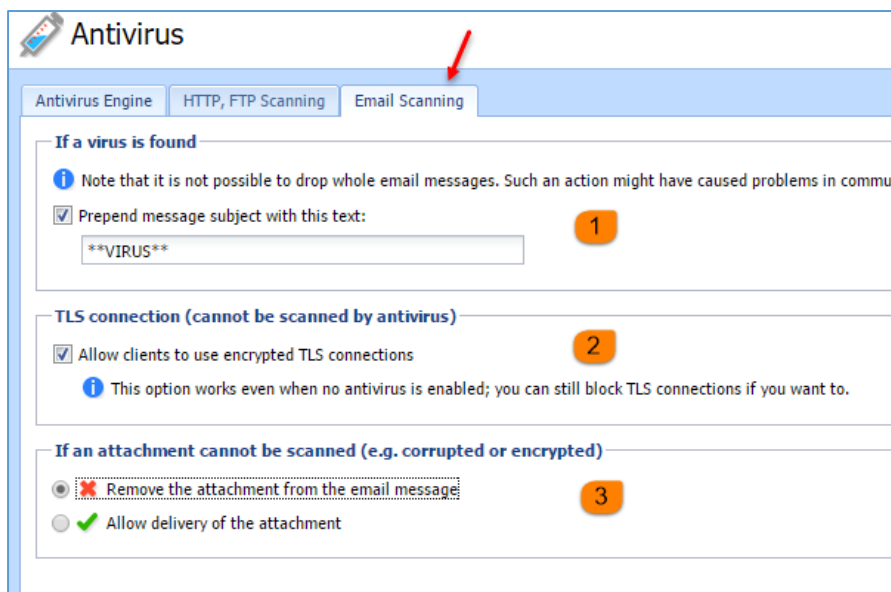 Antivirus
Antivirus Engine HTTP, FTP Scanning Email Scanning
If a virus is found
Note that it is not possible to drop whole email messages. Such an action might have caused problems in commu
Prepend message subject with this text:
1
**VIRUS**
TLS connection (cannot be scanned by antivirus)
2
Allow clients to use encrypted TLS connections
This option works even when no antivirus is enabled; you can still block TLS connections if you want to.
If an attachment cannot be scanned (e.g. corrupted or encrypted)
Remove the attachment from the email message
3
Allow delivery of the attachment